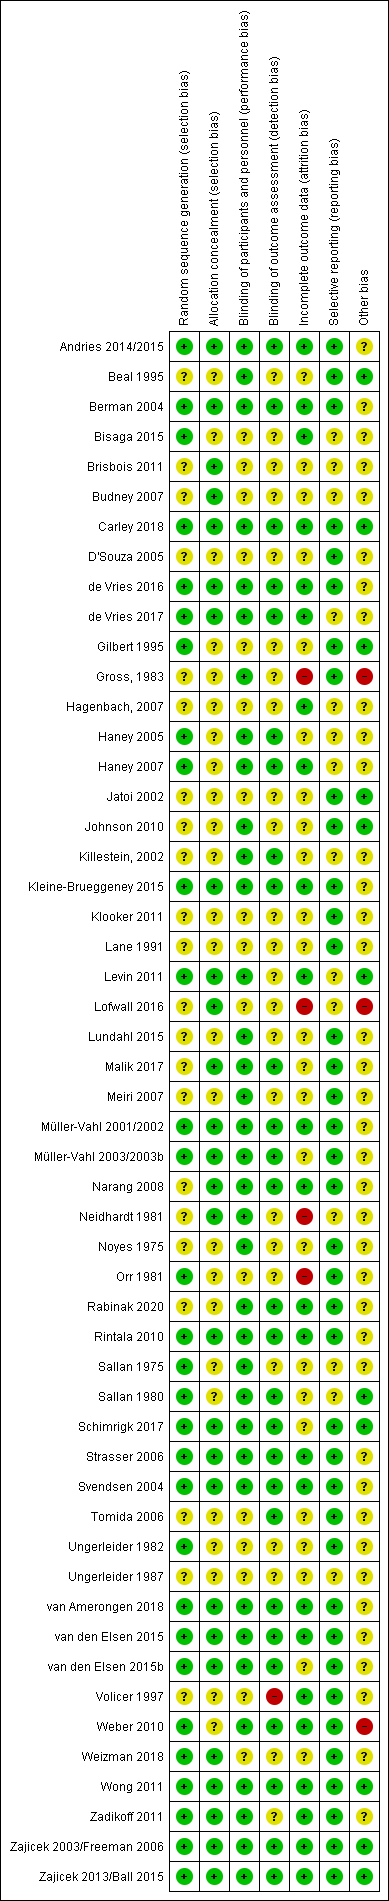 Random sequence generation (selection bias)
Allocation concealment (selection bias)
Blinding of participants and personnel (performance bias)
Blinding of outcome assessment (detection bias)
Incomplete outcome data (attrition bias)
Selective reporting (reporting bias)
Other bias
Andries 2014/2015 + + + + + + ?
Beal 1995 ? ? + ? ? + +
Berman 2004 + + + + + + ?
Bisaga 2015 + ? ? ? + ? ?
Brisbois 2011 ? + ? ? ? ? ?
Budney 2007 ? + ? ? ? ? ?
Carley 2018 + + + + + + +
D'Souza 2005 ? ? ? ? ? + ?
de Vries 2016 + + + + + + ?
de Vries 2017 + + + + + ? ?
Gilbert 1995 + ? ? ? ? + +
Gross, 1983 ? ? + ? - + -
Hagenbach, 2007 ? ? ? ? + ? ?
Haney 2005 + ? + + ? ? ?
Haney 2007 + ? + + + ? ?
Jatoi 2002 ? ? ? ? ? + +
Johnson 2010 ? ? + ? ? + +
Killestein, 2002 ? ? + + ? ? ?
Kleine-Brueggeney 2015 + + + + + + ?
Klooker 2011 ? ? ? ? ? + ?
Lane 1991 ? ? ? ? ? + ?
Levin 2011 + + + ? + ? +
Lofwall 2016 ? + ? ? - ? -
Lundahl 2015 ? ? + ? ? + ?
Malik 2017 ? + + + ? + ?
Meiri 2007 ? ? + ? ? + ?
Müller-Vahl 2001/2002 + + + + + + ?
Müller-Vahl 2003/2003b + + + + ? + ?
Narang 2008 ? + + + + + ?
Neidhardt 1981 ? + + ? - ? ?
Noyes 1975 ? ? + ? ? + ?
Orr 1981 + ? ? ? - + ?
Rabinak 2020 ? ? + + + + ?
Rintala 2010 + + + + + + ?
Sallan 1975 + ? + ? ? ? ?
Sallan 1980 + ? + + ? ? +
Schimrigk 2017 + + + + ? + +
Strasser 2006 + + + + + + ?
Svendsen 2004 + + + + + + ?
Tomida 2006 ? ? ? + ? + ?
Ungerleider 1982 + ? ? ? ? + ?
Ungerleider 1987 ? ? ? ? ? ? ?
van Amerongen 2018 + + + + + + ?
van den Elsen 2015 + + + + + + ?
van den Elsen 2015b + + + + ? + ?
Volicer 1997 ? ? ? - + + ?
Weber 2010 + ? + + + + -
Weizman 2018 + + ? ? ? + ?
Wong 2011 + + + + + + +
Zadikoff 2011 + + + ? + + ?
Zajicek 2003/Freeman 2006 + + + + + + +
Zajicek 2013/Ball 2015 + + + + + + +